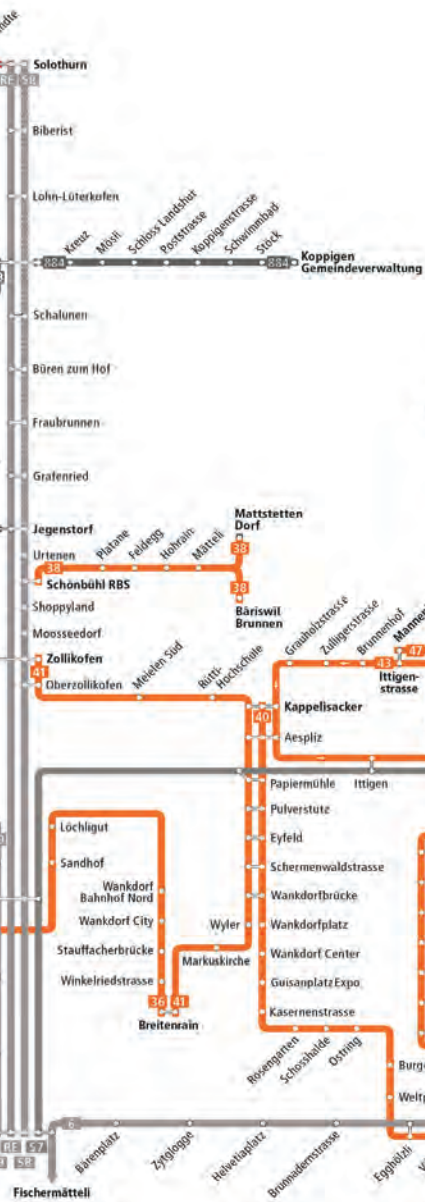 Solothurn
RE S8
Biberist
Lohn-Lüterkofen
884
Kreuz
Mösli
Schloss Landshut
Poststrasse
Koppigenstrasse
Schwimmbad
Stock
884
Koppigen
Gemeindeverwaltung
Schalunen
Büren zum Hof
Fraubrunnen
Grafenried
Jegenstorf
Mattstetten
Dorf
Urtenen
38
Platane
Feldegg
Hohrain
Mätteli
38
38
Schönbühl RBS
Bäriswil
Brunnen
Shoppyland
Moosseedorf
Zollikofen
41
Oberzollikofen
Meielen Süd
Rütti-
Hochschule
Grauholzstrasse
Zulligerstrasse
Brunnenhof
47
43
Ittigen-
strasse
Kappelisacker
40
Aespliz
Papiermühle
Ittigen
Pulverstutz
Löchligut
Eyfeld
Sandhof
Schermenwaldstrasse
Wankdorf
Bahnhof Nord
Wankdorfbrücke
Wankdorf City
Wyler
Wankdorfplatz
Stauffacherbrücke
Markuskirche
Wankdorf Center
Winkelriedstrasse
GuisanplatzExpo
36 41
Breitenrain
Kasernenstrasse
Rosengarten
Schosshalde
Ostring
6
Bärenplatz
Zytglogge
Helvetiaplatz
Brunnadernstrasse
Egghölzli
RE S7
S8
Fischermätteli